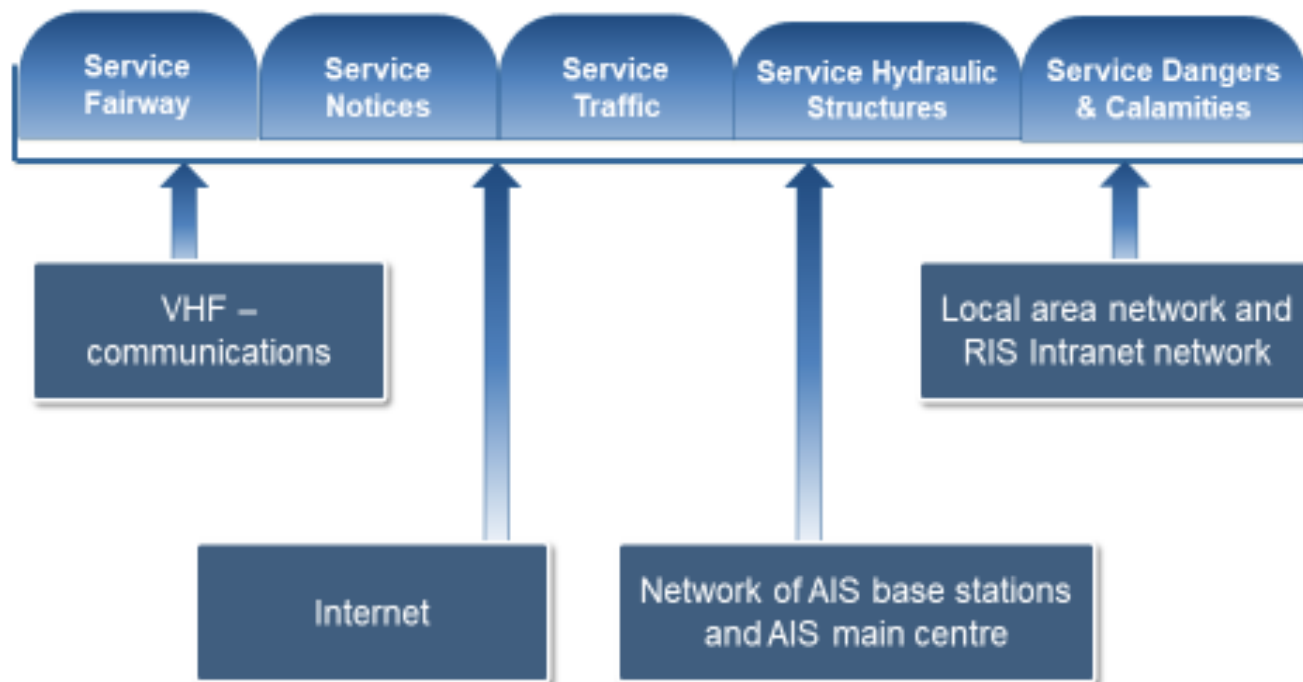 Service
Fairway
Service
Notices
Service
Traffic
Service Hydraulic
Structures
Service Dangers
& Calamities
VHF –
communications
Local area network and
RIS Intranet network
Internet
Network of AIS base stations
and AIS main centre